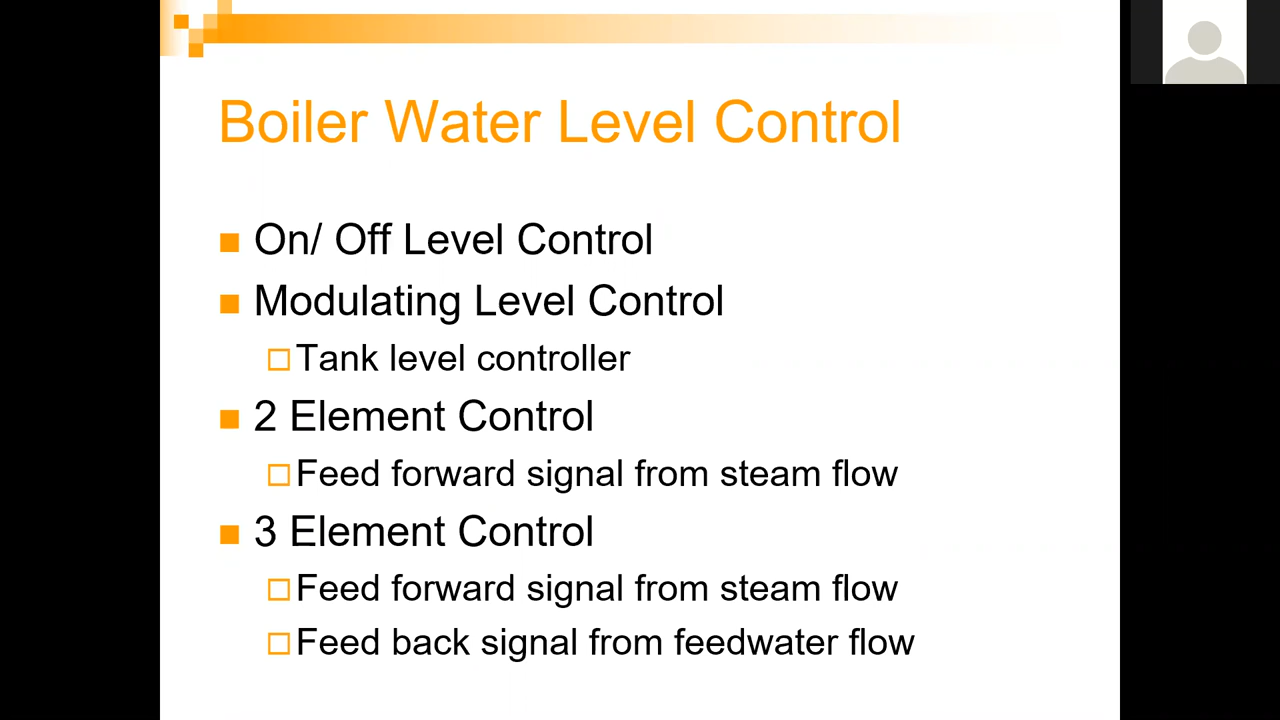 Boiler Water Level Control
On/ Off Level Control
Modulating Level Control
Tank level controller
2 Element Control
Feed forward signal from steam flow
3 Element Control
Feed forward signal from steam flow
Feed back signal from feedwater flow